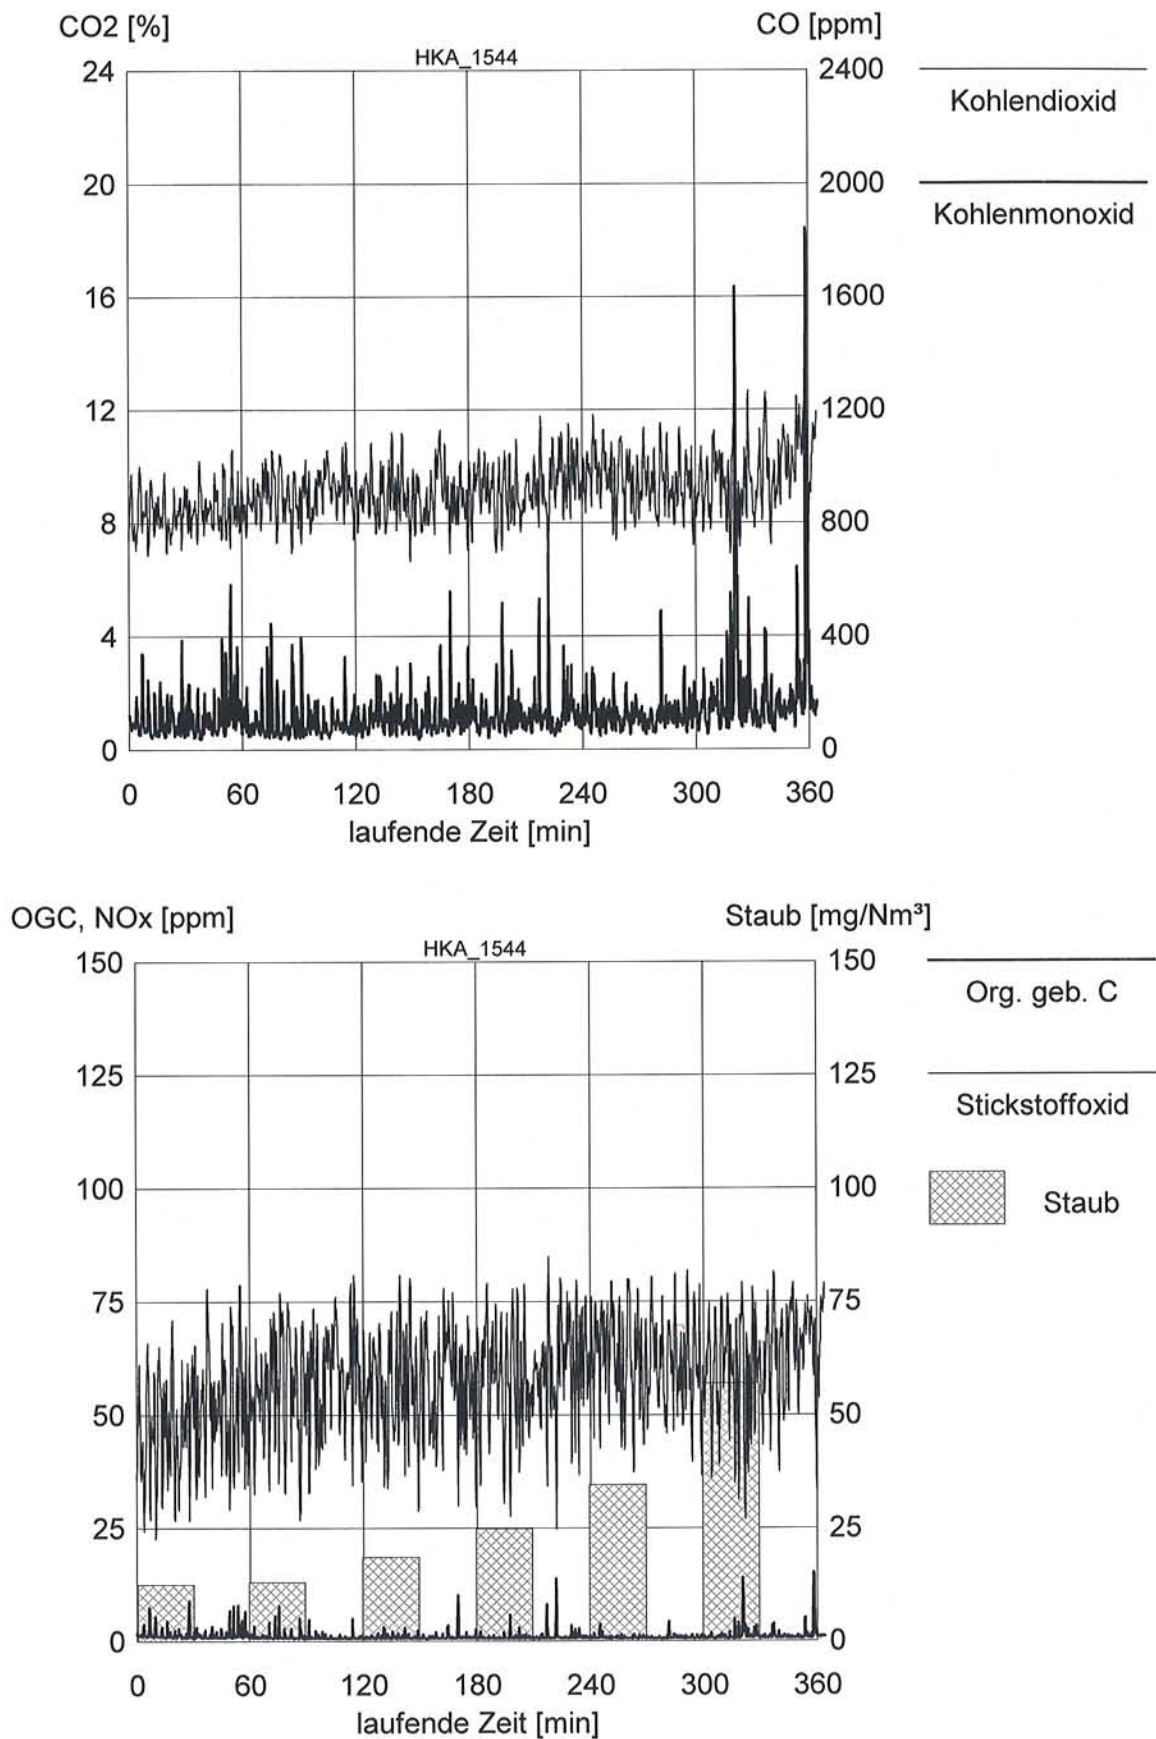 CO2 [%]
CO [ppm]
HKA_1544
24
2400
Kohlendioxid
20
2000
Kohlenmonoxid
16
1600
12
1200
8
800
4
400
0
0
0 60 120 180 240 300 360
laufende Zeit [min]
OGC, NOx [ppm]
Staub [mg/Nm³]
HKA_1544
150
150
Org. geb. C
125
125
Stickstoffoxid
100
100
Staub
75
75
50
50
25
25
0
0
0 60 120 180 240 300 360
laufende Zeit [min]